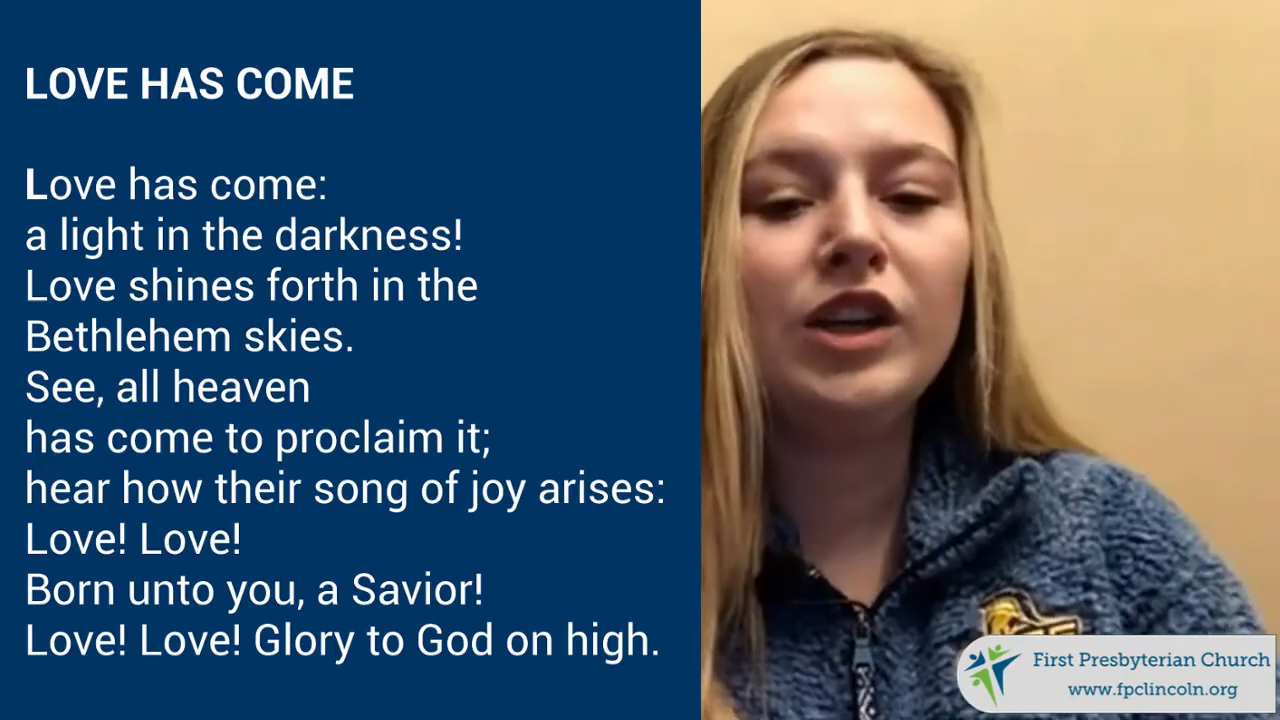 LOVE HAS COME
Love has come:
a light in the darkness!
Love shines forth in the
Bethlehem skies.
See, all heaven
has come to proclaim it;
hear how their song of joy arises:
Love! Love!
Born unto you, a Savior!
Love! Love! Glory to God on high.
First Presbyterian Church
www.fpclincoln.org